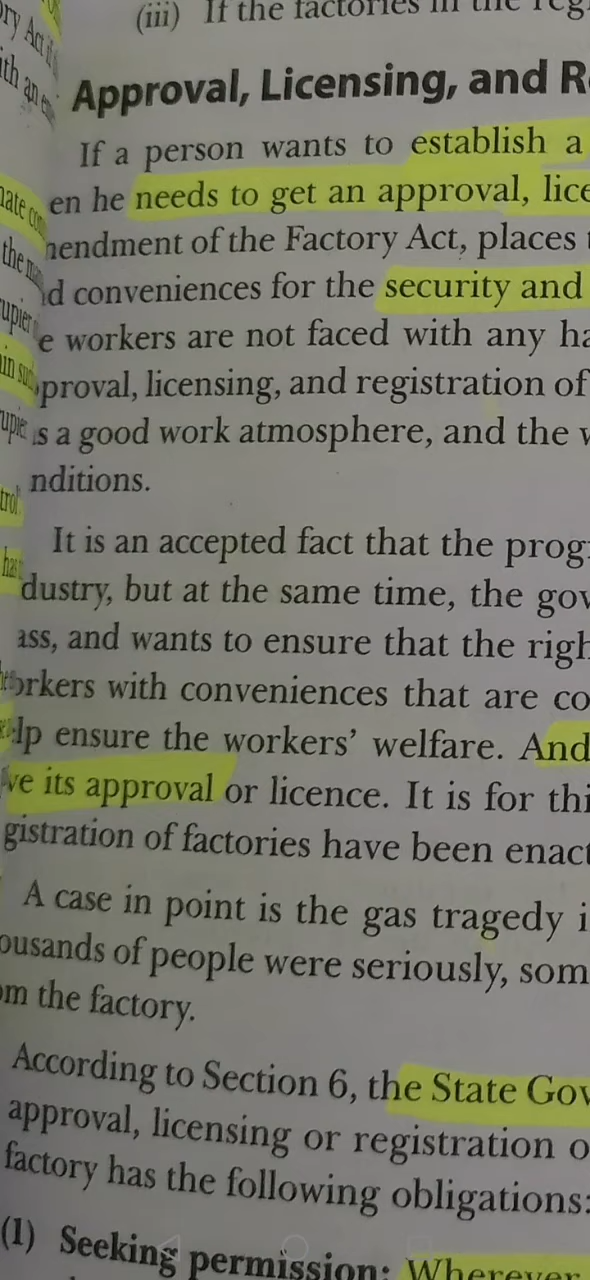 (iii) If the factories in the reg
Approval, Licensing, and R
If a person wants to establish a
en he needs to get an approval, lice
nendment of the Factory Act, places
d conveniences for the security and
e workers are not faced with any ha
proval, licensing, and registration of
s a good work atmosphere, and the w
nditions.
It is an accepted fact that the prog
dustry, but at the same time, the gov
ass, and wants to ensure that the righ
orkers with conveniences that are co
lp ensure the workers' welfare. And
ve its approval or licence. It is for thi
gistration of factories have been enact
A case in point is the gas tragedy i
ousands of people were seriously, som
om the factory.
According to Section 6, the State Gov
approval, licensing or registration o
factory has the following obligations:
(1) Seeking permission: Wherever